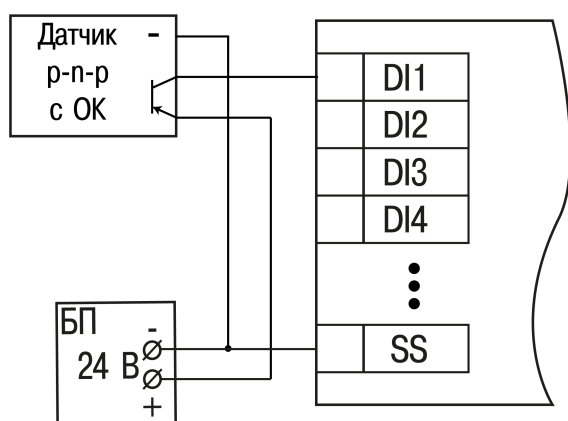 Датчик -
p-n-p
с ОК
DI1
DI2
DI3
DI4
SS
БП -
24 В
+